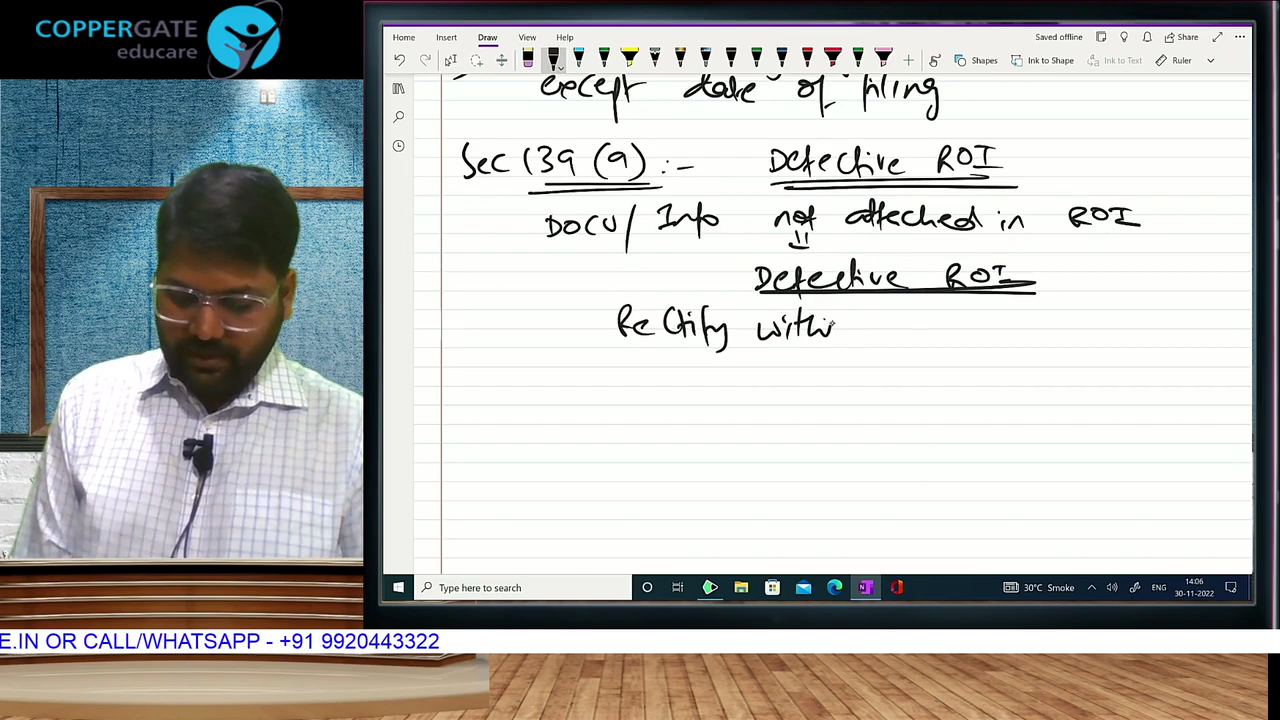 COPPERGATE
educare
Home Insert Draw View Help
Saved offline
Share
Shapes
Ink to Shape
Ink to Text
Ruler
except date of filing
Sec 139 (9) :- Defective ROI
DOCU/ Info not attached in ROI
Defective ROI
Rectify withi
Type here to search
30°C Smoke
ENG
14:06
30-11-2022
E.IN OR CALL/WHATSAPP - +91 9920443322